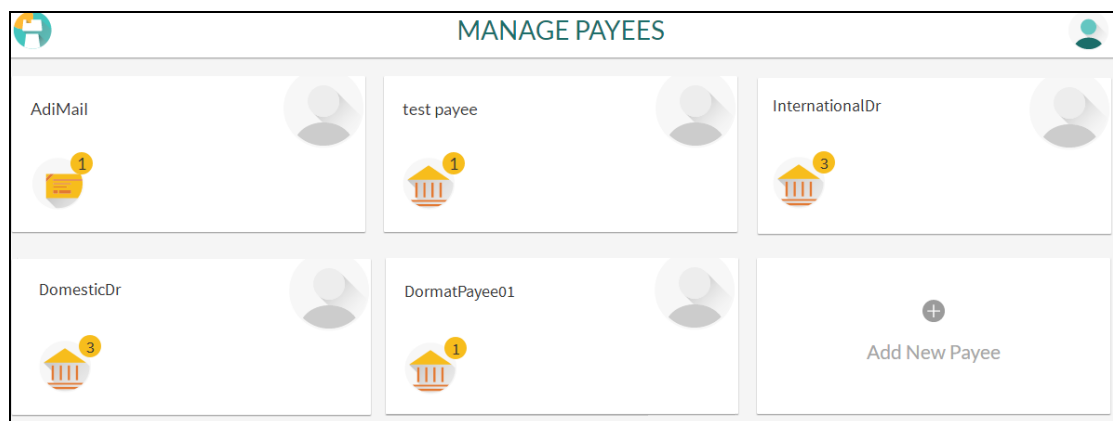 MANAGE PAYEES
AdiMail
test payee
InternationalDr
1
1
3
DomesticDr
DormatPayee01
3
1
Add New Payee